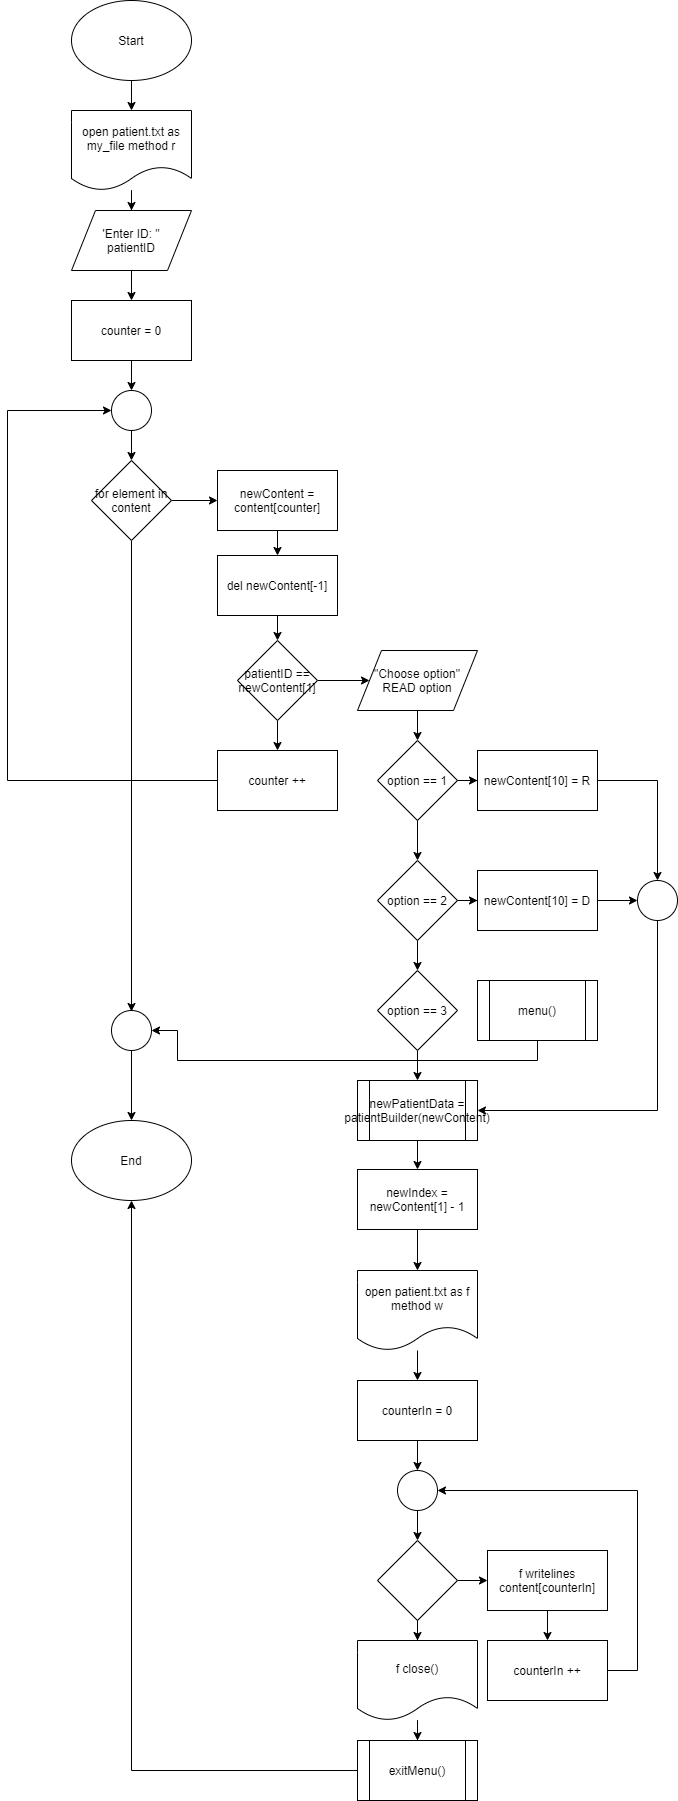 Start
open patient.txt as
my_file method r
'Enter ID: "
patientID
counter = 0
for element in
content
newContent =
content[counter]
del newContent[-1]
patientID ==
newContent[1]
"Choose option"
READ option
counter ++
option == 1
newContent[10] = R
option == 2
newContent[10] = D
option == 3
menu()
newPatientData =
patientBuilder(newContent)
End
newIndex =
newContent[1] - 1
open patient.txt as f
method w
counterIn = 0
f writelines
content[counterIn]
f close()
counterIn ++
exitMenu()